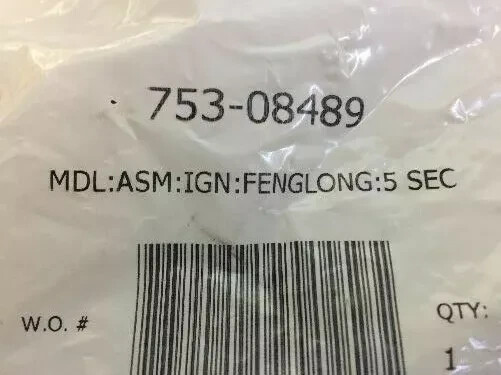 753-08489
MDL:ASM:IGN:FENGLONG:5 SEC
W.O. #
QTY:
1